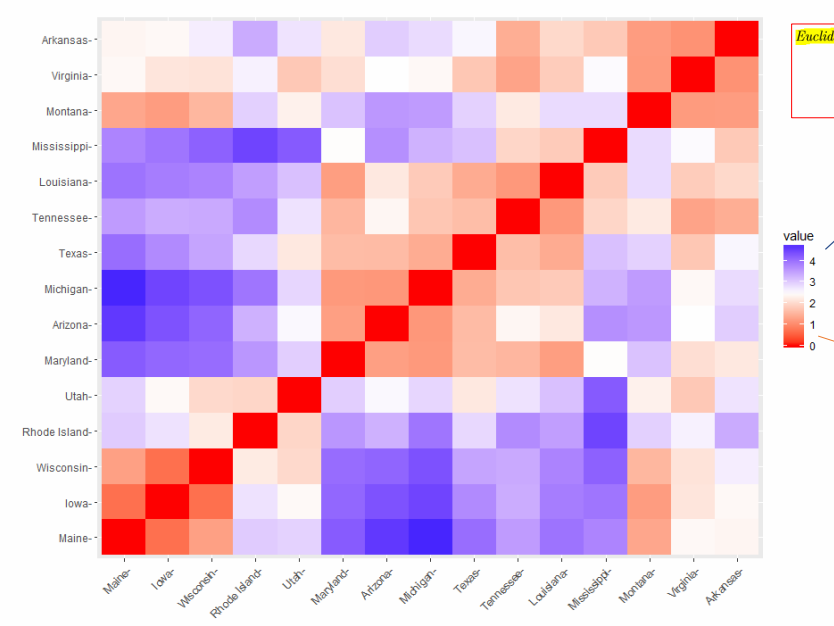 Euclid
Arkansas-
Virginia-
Montana-
Mississippi-
Louisiana-
Tennessee-
Texas-
Michigan-
Arizona-
Maryland-
Utah-
Rhode Island-
Wisconsin-
Iowa-
Maine-
value
4
3
2
1
0
Maine-
Iowa-
Wisconsin-
Rhode Island-
Utah-
Maryland-
Arizona-
Michigan-
Texas-
Tennessee-
Louisiana-
Mississippi-
Montana-
Virginia-
Arkansas-